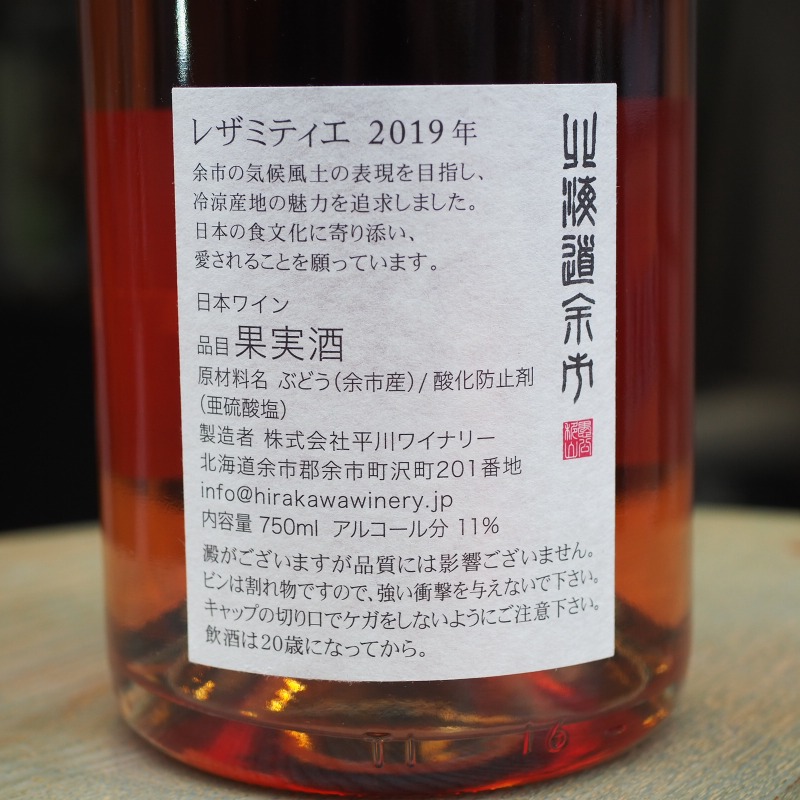 レザミティエ 2019年
余市の気候風土の表現を目指し、
冷涼産地の魅力を追求しました。
日本の食文化に寄り添い、
愛されることを願っています。
日本ワイン
品目 果実酒
原材料名 ぶどう(余市産)/酸化防止剤
(亜硫酸塩)
製造者 株式会社平川ワイナリー
北海道余市郡余市町沢町201番地
info@hirakawawinery.jp
内容量 750ml アルコール分 11%
澱がございますが品質には影響ございません。
ビンは割れ物ですので、強い衝撃を与えないで下さい。
キャップの切り口でケガをしないようにご注意下さい。
飲酒は20歳になってから。
北海道余市
11 16